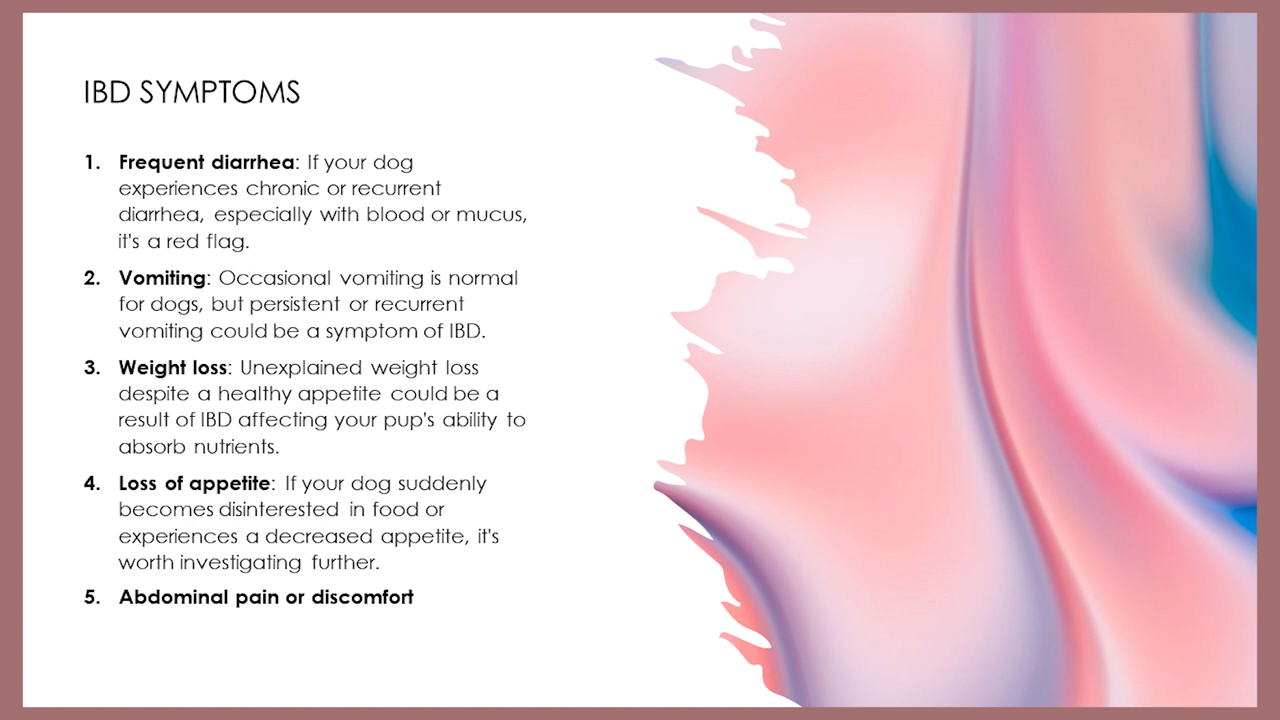 IBD SYMPTOMS
1. Frequent diarrhea: If your dog
experiences chronic or recurrent
diarrhea, especially with blood or mucus,
it's a red flag.
2. Vomiting: Occasional vomiting is normal
for dogs, but persistent or recurrent
vomiting could be a symptom of IBD.
3. Weight loss: Unexplained weight loss
despite a healthy appetite could be a
result of IBD affecting your pup's ability to
absorb nutrients.
4. Loss of appetite: If your dog suddenly
becomes disinterested in food or
experiences a decreased appetite, it's
worth investigating further.
5. Abdominal pain or discomfort